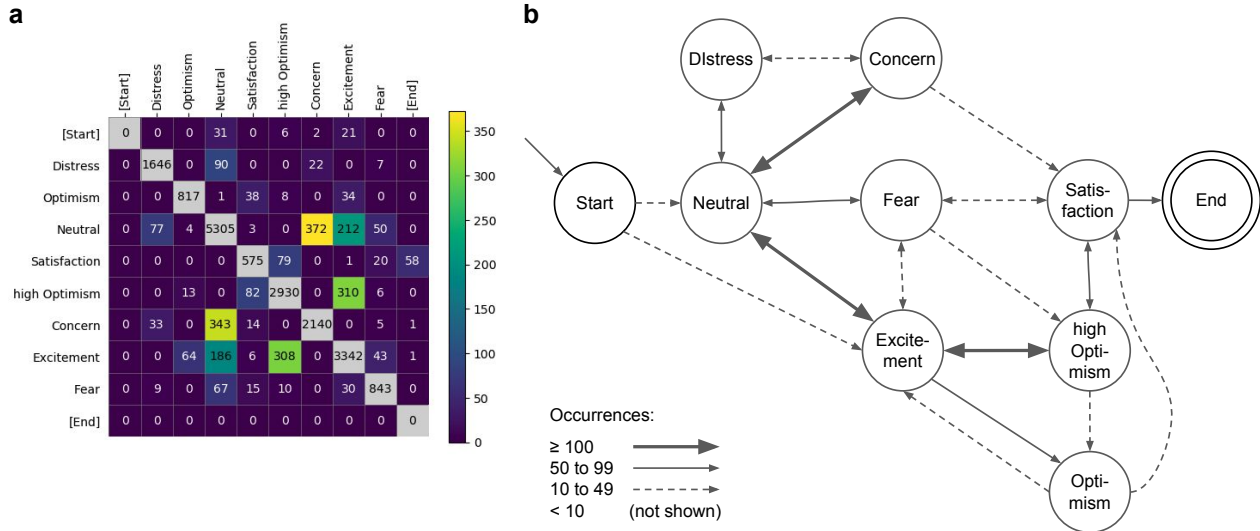 a
[Start] Distress Optimism Neutral Satisfaction high Optimism Concern Excitement Fear [End]
[Start] 0 0 0 31 0 6 2 21 0 0
Distress 0 1646 0 90 0 0 22 0 7 0
Optimism 0 0 817 1 38 8 0 34 0 0
Neutral 0 77 4 5305 3 0 372 212 50 0
Satisfaction 0 0 0 0 575 79 0 1 20 58
high Optimism 0 0 13 0 82 2930 0 310 6 0
Concern 0 33 0 343 14 0 2140 0 5 1
Excitement 0 0 64 186 6 308 0 3342 43 1
Fear 0 9 0 67 15 10 0 30 843 0
[End] 0 0 0 0 0 0 0 0 0 0
350
300
250
200
150
100
50
0
b
DIstress
Concern
Start
Neutral
Fear
Satis-
faction
End
Excite-
ment
high
Opti-
mism
Opti-
mism
Occurrences:
≥ 100
50 to 99
10 to 49
< 10 (not shown)